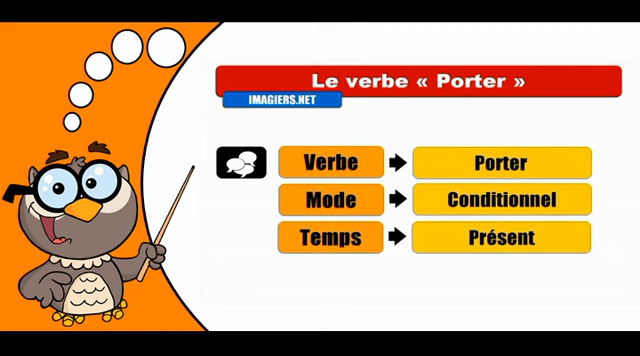 Le verbe « Porter »
IMAGIERS.NET
Verbe Porter
Mode Conditionnel
Temps Présent